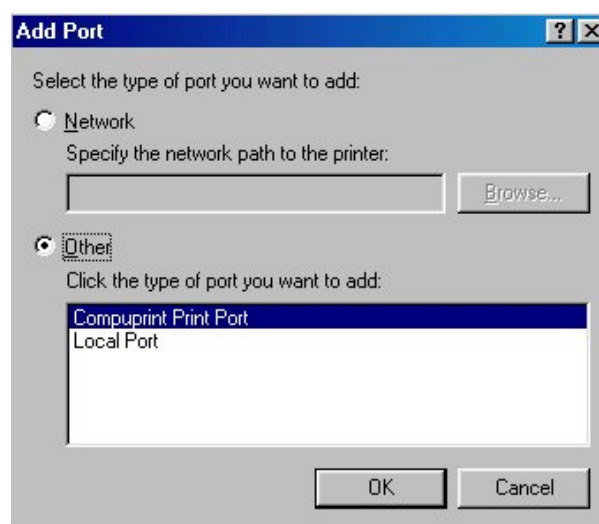 Add Port
Select the type of port you want to add:
Network
Specify the network path to the printer:
Browse...
Other
Click the type of port you want to add:
Compuprint Print Port
Local Port
OK Cancel